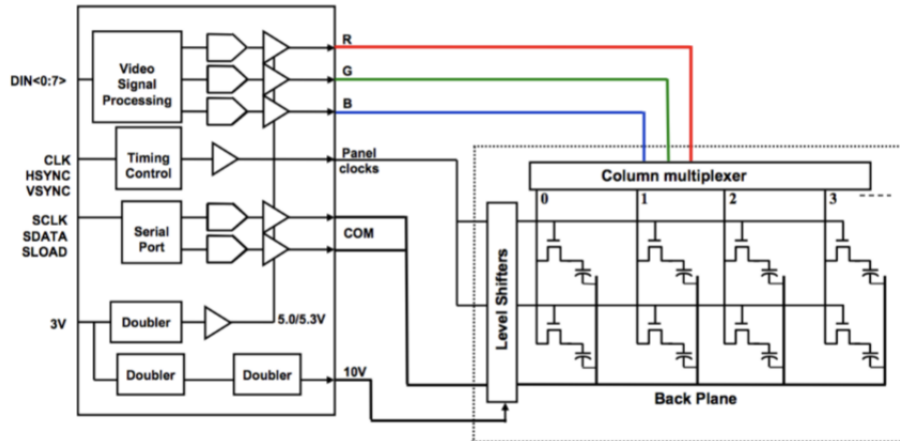 R
Video
Signal
Processing
DIN<0:7>
G
B
Timing
Control
CLK
HSYNC
VSYNC
Panel
clocks
Column multiplexer
0
1
2
3
Serial
Port
SCLK
SDATA
SLOAD
COM
Level Shifters
3V
Doubler
5.0/5.3V
Doubler
Doubler
10V
Back Plane